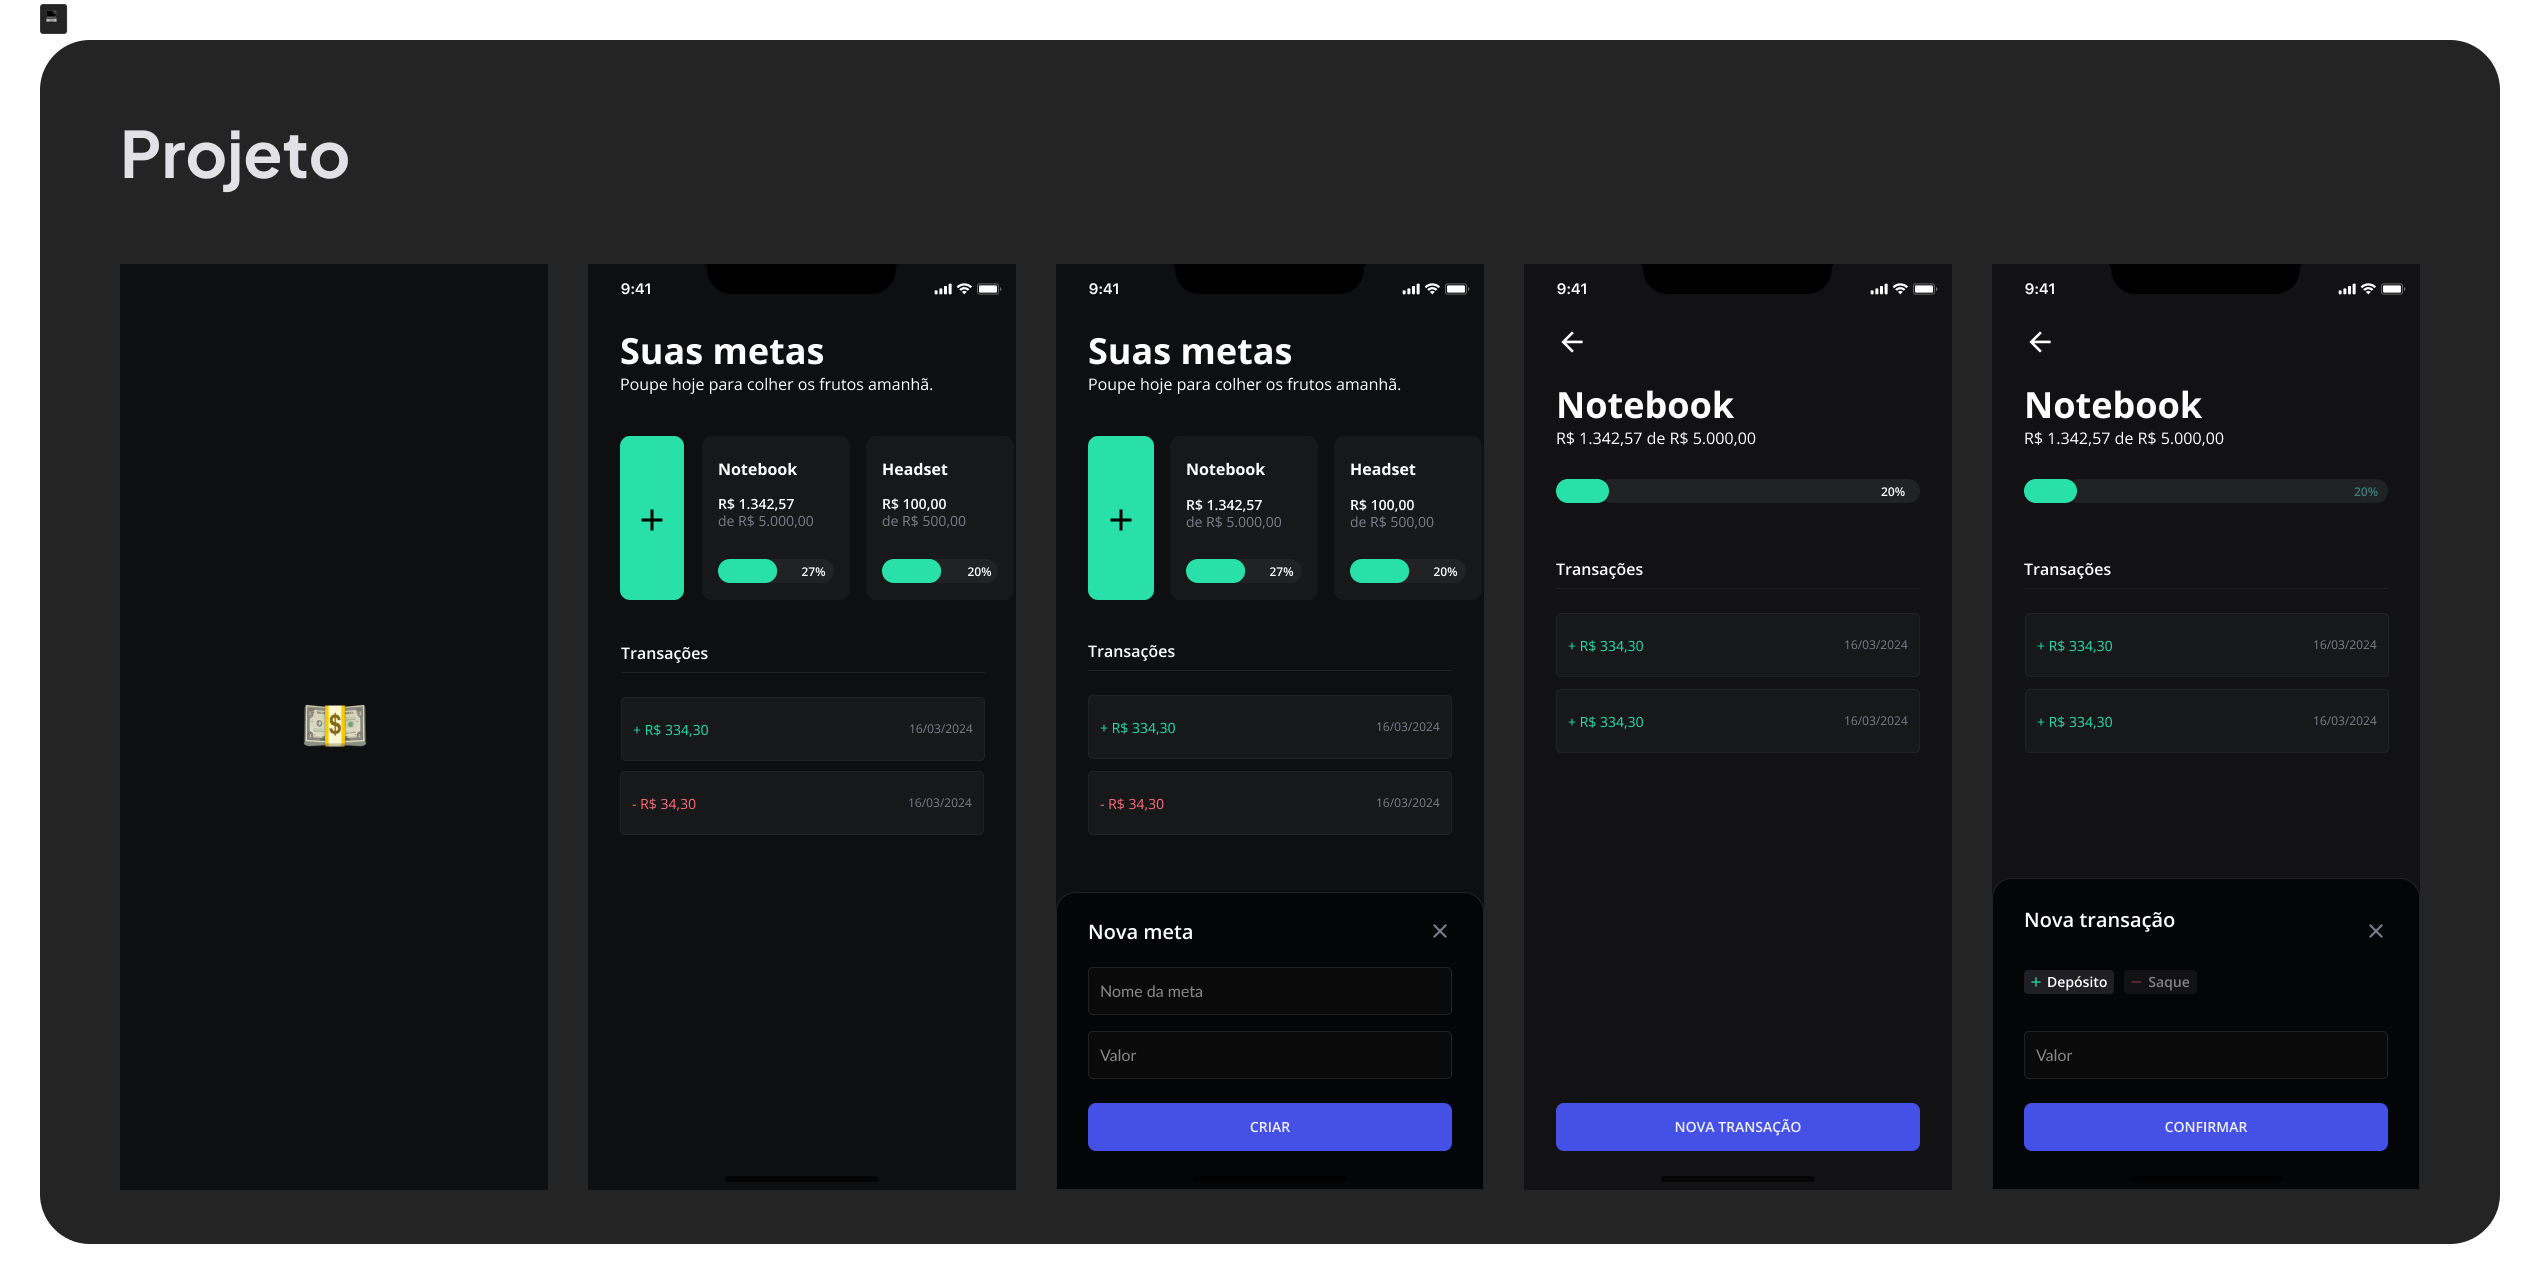 Projeto
9:41
Suas metas
Poupe hoje para colher os frutos amanhã.
+
Notebook
R$ 1.342,57
de R$ 5.000,00
27%
Headset
R$ 100,00
de R$ 500,00
20%
Transações
+ R$ 334,30
16/03/2024
- R$ 34,30
16/03/2024
9:41
Suas metas
Poupe hoje para colher os frutos amanhã.
+
Notebook
R$ 1.342,57
de R$ 5.000,00
27%
Headset
R$ 100,00
de R$ 500,00
20%
Transações
+ R$ 334,30
16/03/2024
- R$ 34,30
16/03/2024
Nova meta
Nome da meta
Valor
CRIAR
9:41
Notebook
R$ 1.342,57 de R$ 5.000,00
20%
Transações
+ R$ 334,30
16/03/2024
+ R$ 334,30
16/03/2024
NOVA TRANSAÇÃO
9:41
Notebook
R$ 1.342,57 de R$ 5.000,00
20%
Transações
+ R$ 334,30
16/03/2024
+ R$ 334,30
16/03/2024
Nova transação
+ Depósito
− Saque
Valor
CONFIRMAR